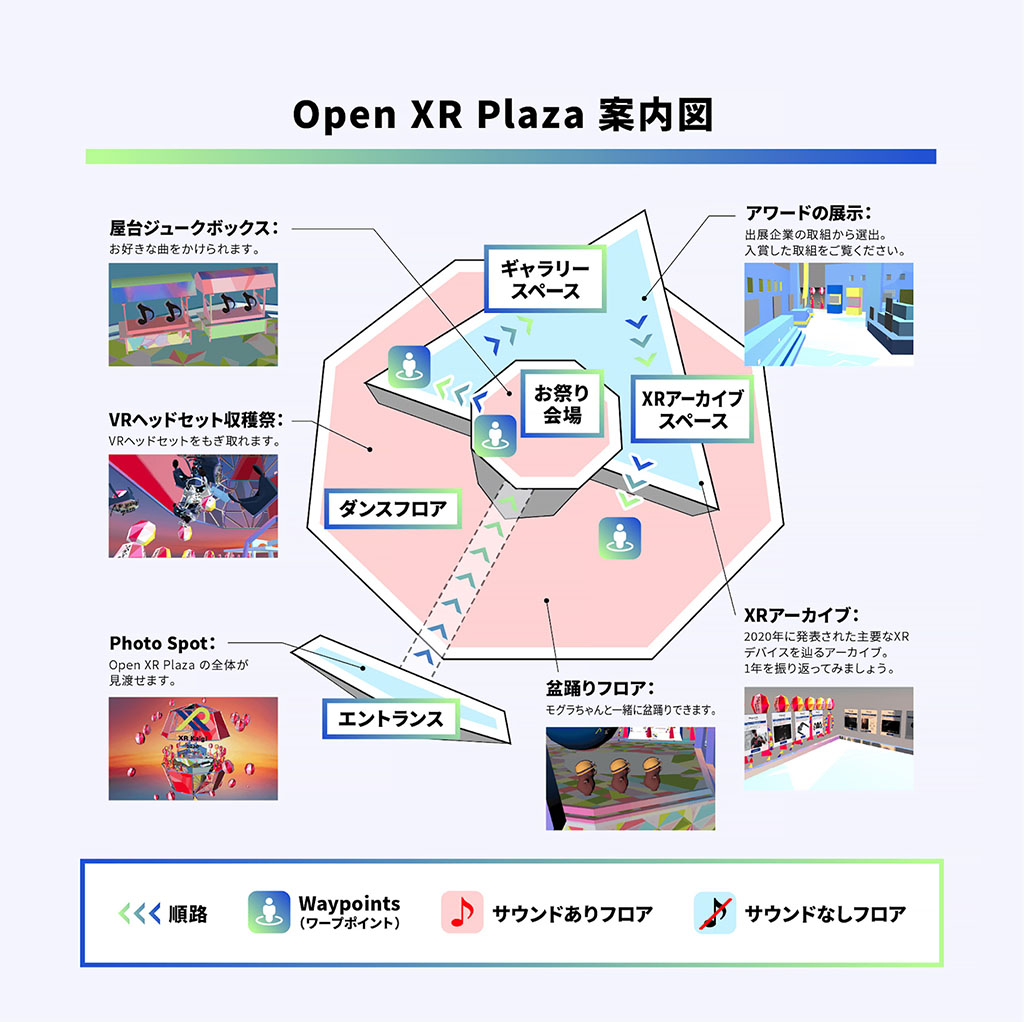 Open XR Plaza 案内図
屋台ジュークボックス：
お好きな曲をかけられます。
アワードの展示：
出展企業の取組から選出。
入賞した取組をご覧ください。
ギャラリー
スペース
お祭り
会場
XRアーカイブ
スペース
VRヘッドセット収穫祭：
VRヘッドセットをもぎ取れます。
ダンスフロア
Photo Spot：
Open XR Plaza の全体が
見渡せます。
エントランス
盆踊りフロア：
モグラちゃんと一緒に盆踊りできます。
XRアーカイブ：
2020年に発表された主要なXR
デバイスを辿るアーカイブ。
1年を振り返ってみましょう。
順路
Waypoints
（ワープポイント）
サウンドありフロア
サウンドなしフロア